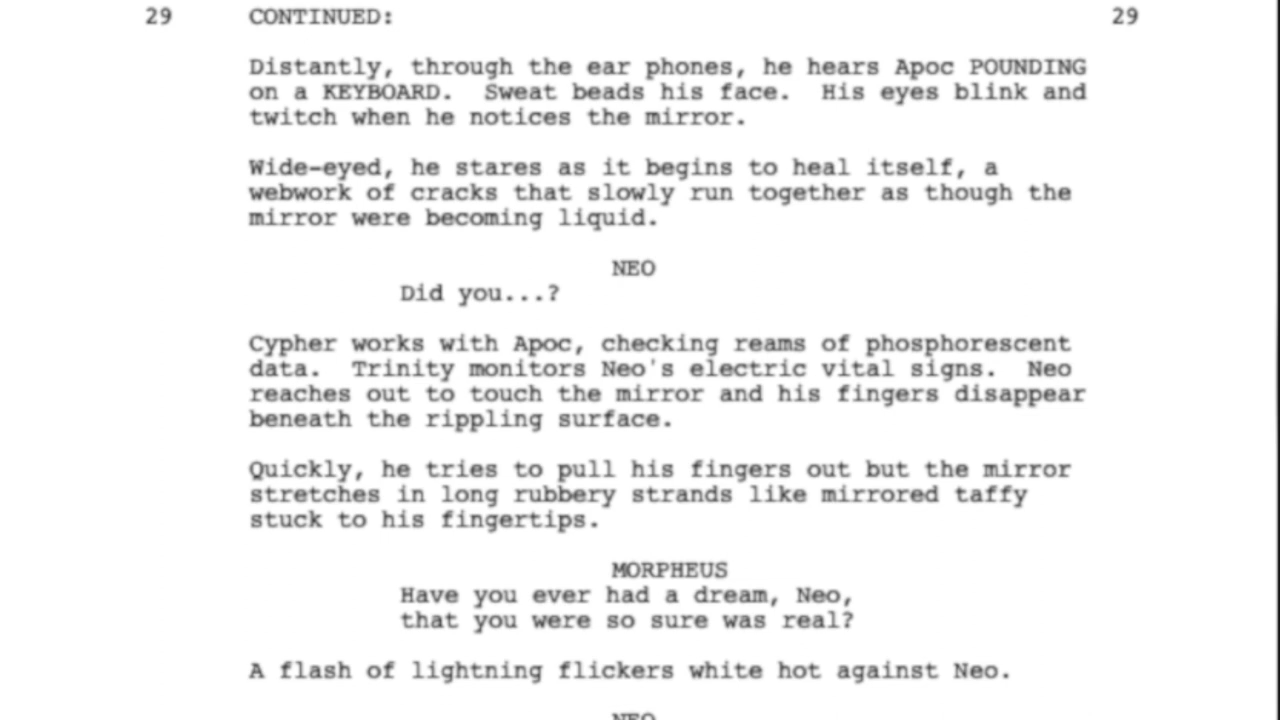 29 CONTINUED: 29
Distantly, through the ear phones, he hears Apoc POUNDING
on a KEYBOARD.  Sweat beads his face.  His eyes blink and
twitch when he notices the mirror.
Wide-eyed, he stares as it begins to heal itself, a
webwork of cracks that slowly run together as though the
mirror were becoming liquid.
NEO
Did you...?
Cypher works with Apoc, checking reams of phosphorescent
data.  Trinity monitors Neo's electric vital signs.  Neo
reaches out to touch the mirror and his fingers disappear
beneath the rippling surface.
Quickly, he tries to pull his fingers out but the mirror
stretches in long rubbery strands like mirrored taffy
stuck to his fingertips.
MORPHEUS
Have you ever had a dream, Neo,
that you were so sure was real?
A flash of lightning flickers white hot against Neo.
NEO